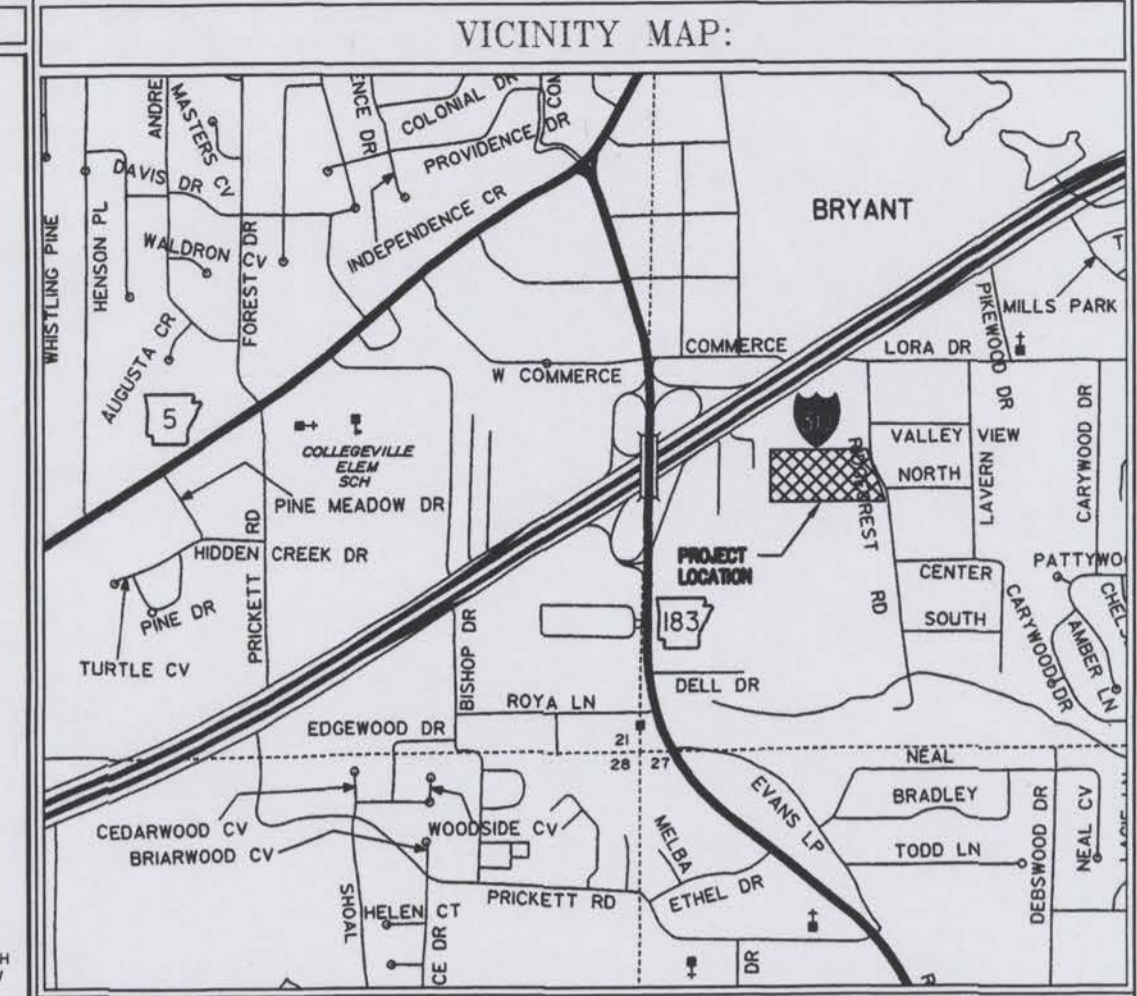 VICINITY MAP:
WHISTLING PINE
HENSON PL
ANDRE
MASTERS CV
DAVIS DR
WALDRON CV
FOREST DR
AUGUSTA CR
ENCE DR
COLONIAL DR
COM
PROVIDENCE DR
INDEPENDENCE CR
BRYANT
PIKEWOOD DR
MILLS PARK
T
5
COMMERCE
LORA DR
W COMMERCE
COLLEGEVILLE
ELEM
SCH
VALLEY VIEW
NORTH
LAVERN
CARYWOOD DR
PINE MEADOW DR
HIDDEN CREEK DR
PRICKETT RD
PINE DR
TURTLE CV
PROJECT
LOCATION
RD
183
CENTER
SOUTH
PATTYWO
CARYWOOD DR
AMBER LN
CHELS
BISHOP DR
ROYA LN
DELL DR
EDGEWOOD DR
21
28 27
NEAL
BRADLEY
TODD LN
EVANS LP
DEBSWOOD DR
NEAL CV
CEDARWOOD CV
BRIARWOOD CV
WOODSIDE CV
MELBA
ETHEL DR
PRICKETT RD
SHOAL
HELEN CT
CE DR
DR
R
H